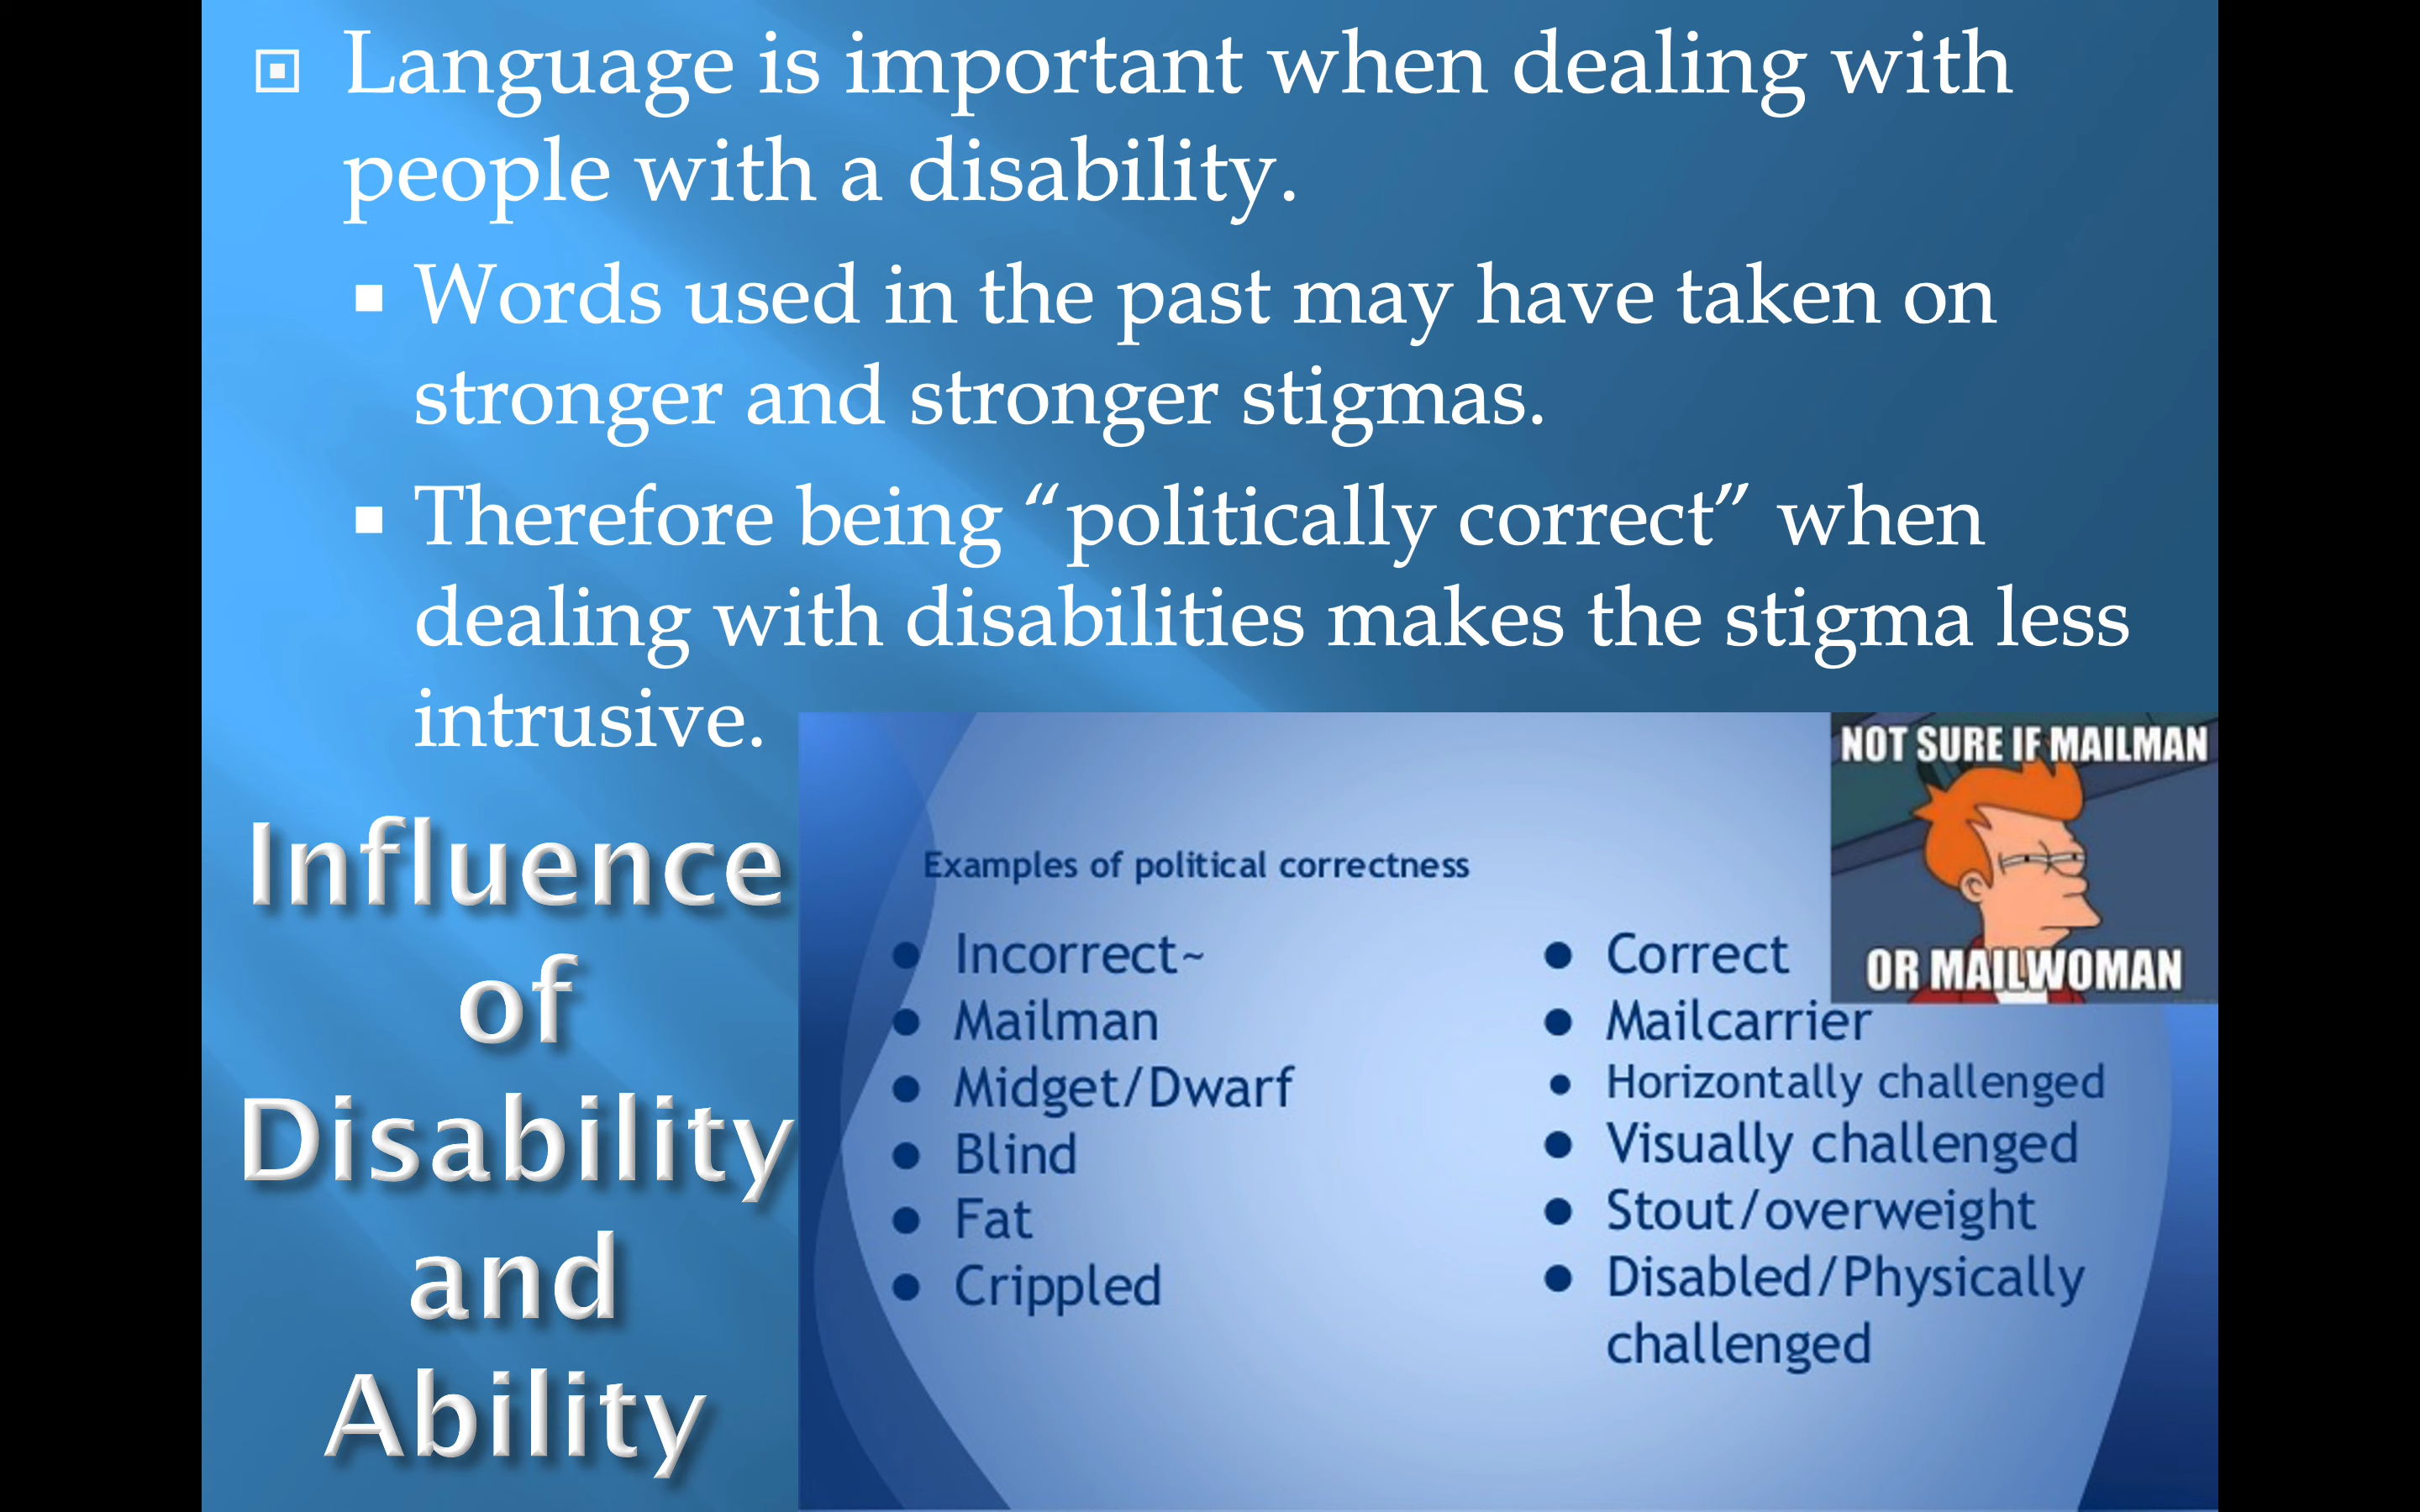 Language is important when dealing with
people with a disability.
Words used in the past may have taken on
stronger and stronger stigmas.
Therefore being “politically correct” when
dealing with disabilities makes the stigma less
intrusive.
Influence
of
Disability
and
Ability
NOT SURE IF MAILMAN
OR MAILWOMAN
Examples of political correctness
Incorrect~
Mailman
Midget/Dwarf
Blind
Fat
Crippled
Correct
Mailcarrier
Horizontally challenged
Visually challenged
Stout/overweight
Disabled/Physically
challenged